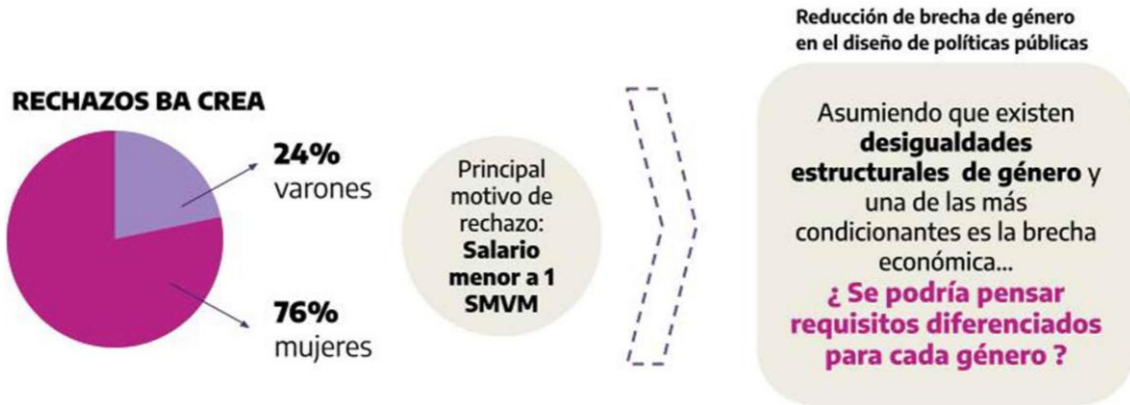 RECHAZOS BA CREA
24%
varones
76%
mujeres
Principal
motivo de
rechazo:
Salario
menor a 1
SMVM
Reducción de brecha de género
en el diseño de políticas públicas
Asumiendo que existen
desigualdades
estructurales de género y
una de las más
condicionantes es la brecha
económica...
¿ Se podría pensar
requisitos diferenciados
para cada género ?